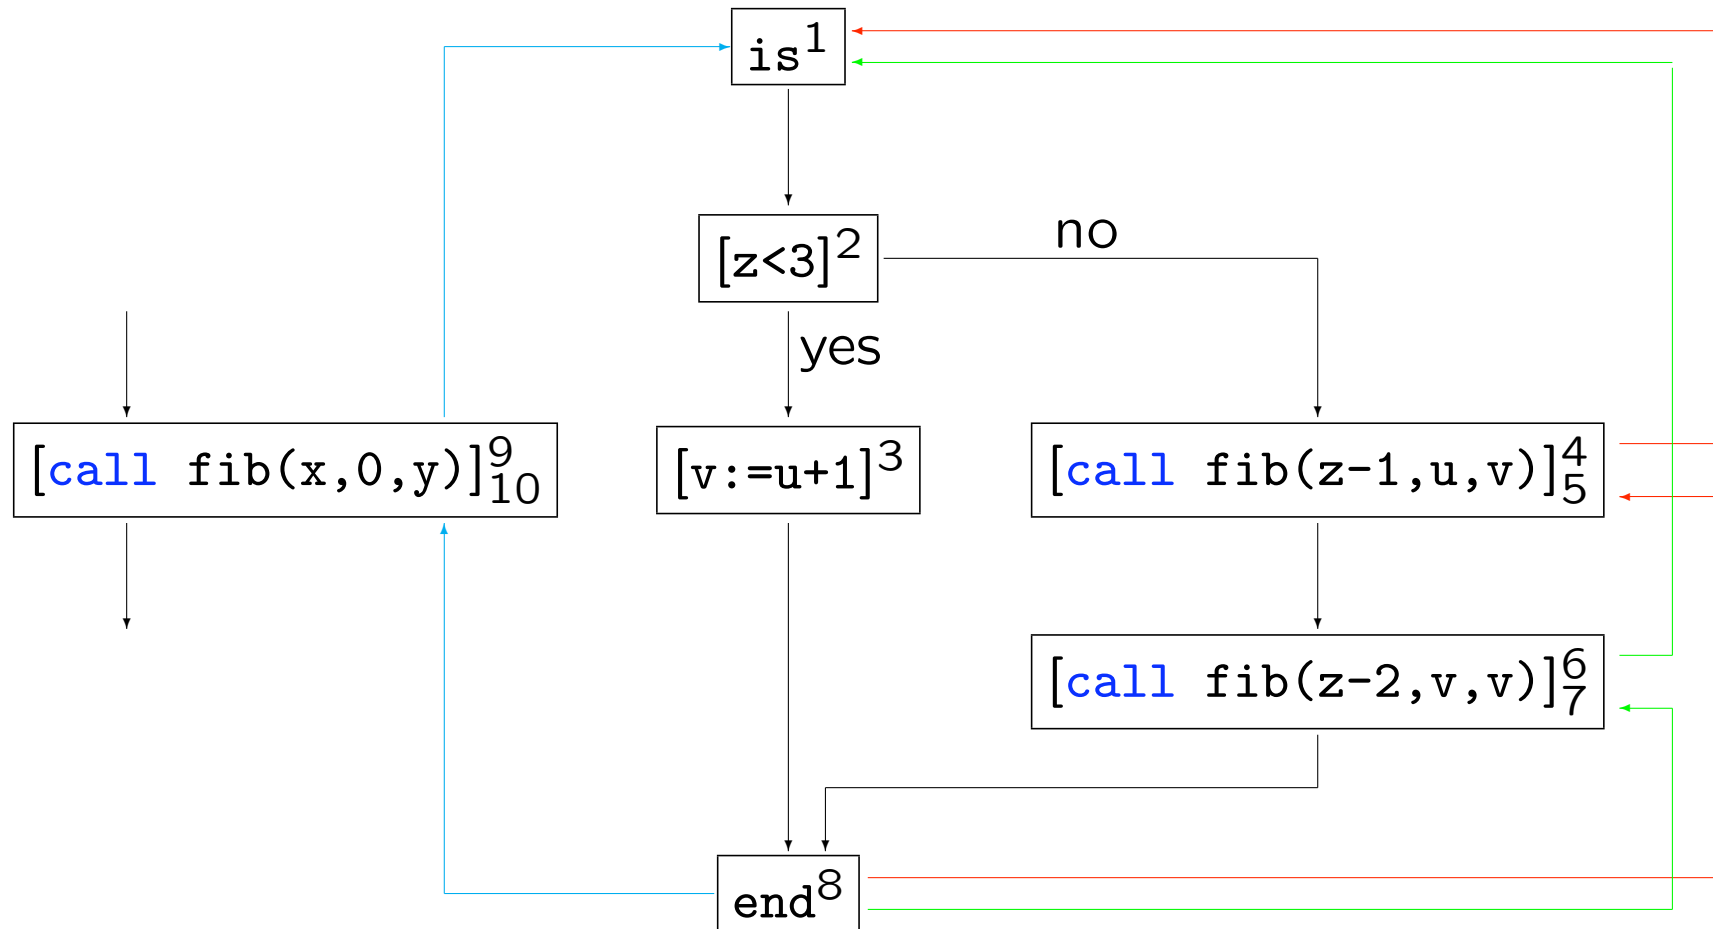 is¹
[z<3]²
no
yes
[call fib(x,0,y)]⁹₁₀
[v:=u+1]³
[call fib(z-1,u,v)]⁴₅
[call fib(z-2,v,v)]⁶₇
end⁸